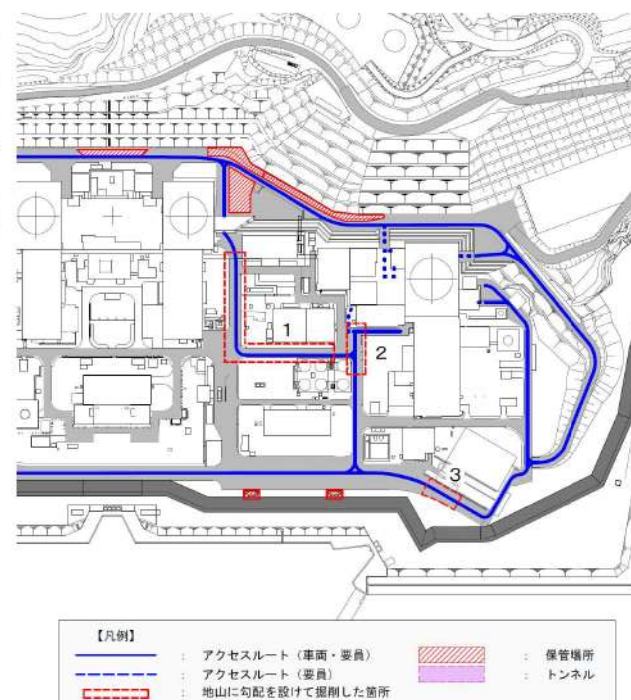 1
2
3
【凡例】
： アクセスルート（車両・要員）
： 保管場所
： アクセスルート（要員）
： トンネル
： 地山に勾配を設けて掘削した箇所